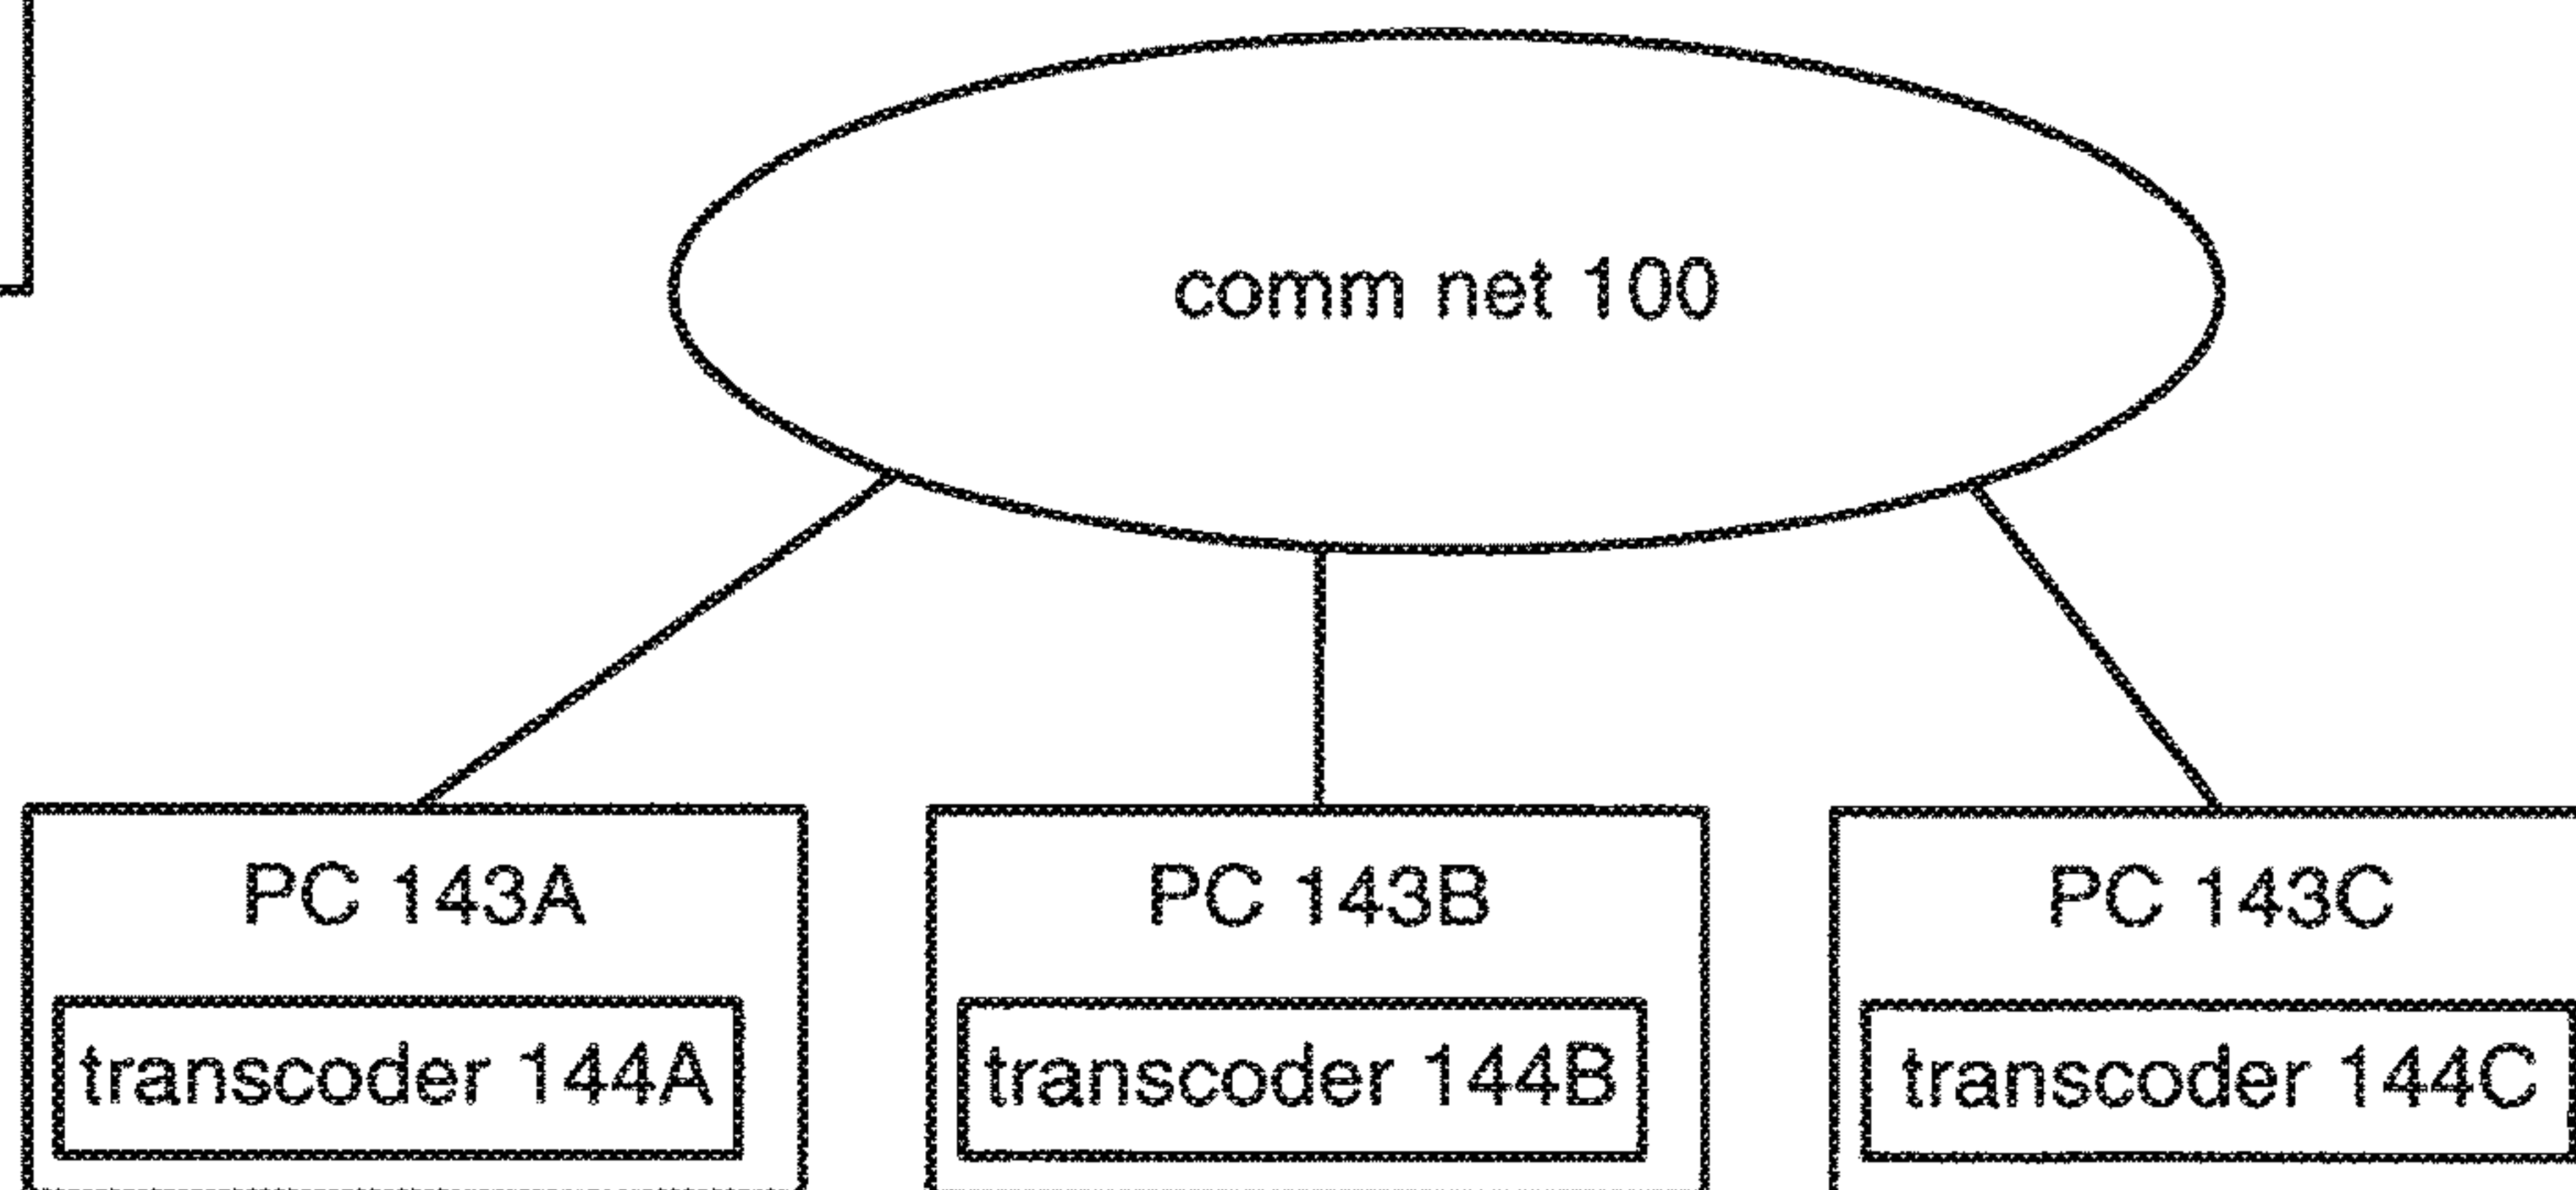 comm net 100
PC 143A
PC 143B
PC 143C
transcoder 144A
transcoder 144B
transcoder 144C